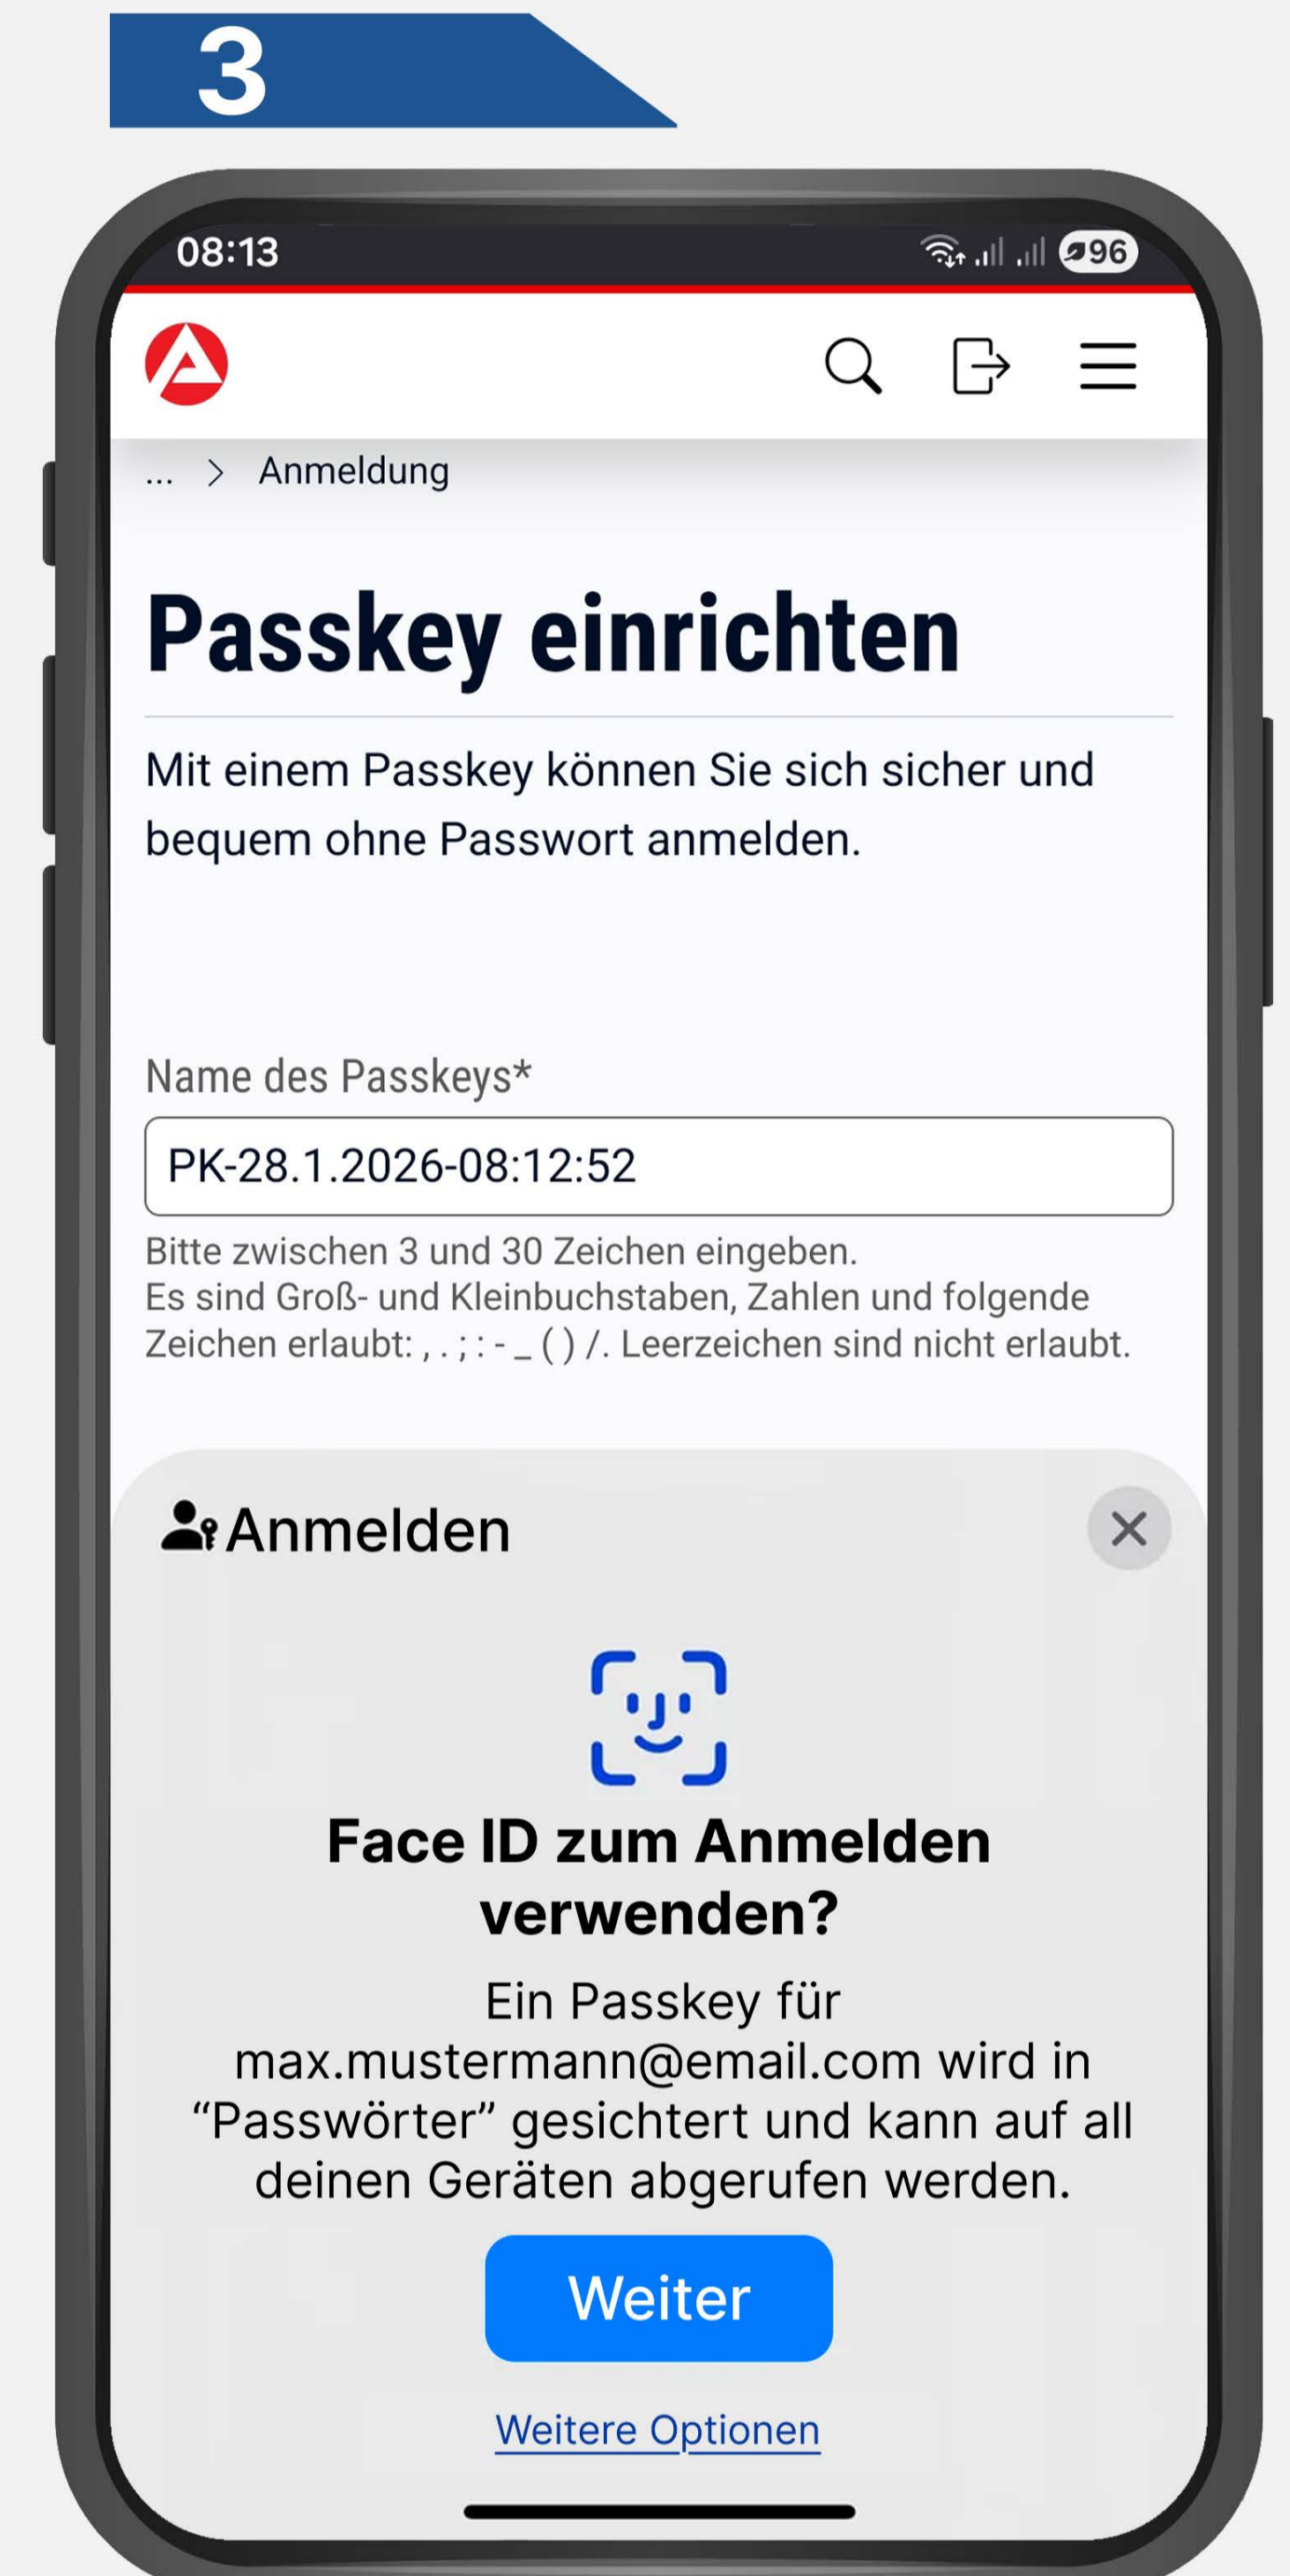 3
08:13
96
... > Anmeldung
Passkey einrichten
Mit einem Passkey können Sie sich sicher und
bequem ohne Passwort anmelden.
Name des Passkeys*
PK-28.1.2026-08:12:52
Bitte zwischen 3 und 30 Zeichen eingeben.
Es sind Groß- und Kleinbuchstaben, Zahlen und folgende
Zeichen erlaubt: , . ; : - _ ( ) /. Leerzeichen sind nicht erlaubt.
Anmelden
Face ID zum Anmelden
verwenden?
Ein Passkey für
max.mustermann@email.com wird in
“Passwörter” gesichtert und kann auf all
deinen Geräten abgerufen werden.
Weiter
Weitere Optionen